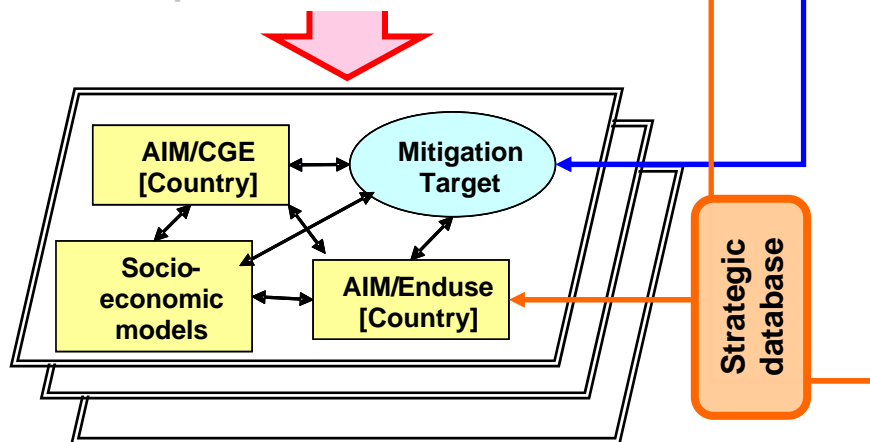 AIM/CGE
[Country]
Mitigation
Target
Socio-
economic
models
AIM/Enduse
[Country]
Strategic
database